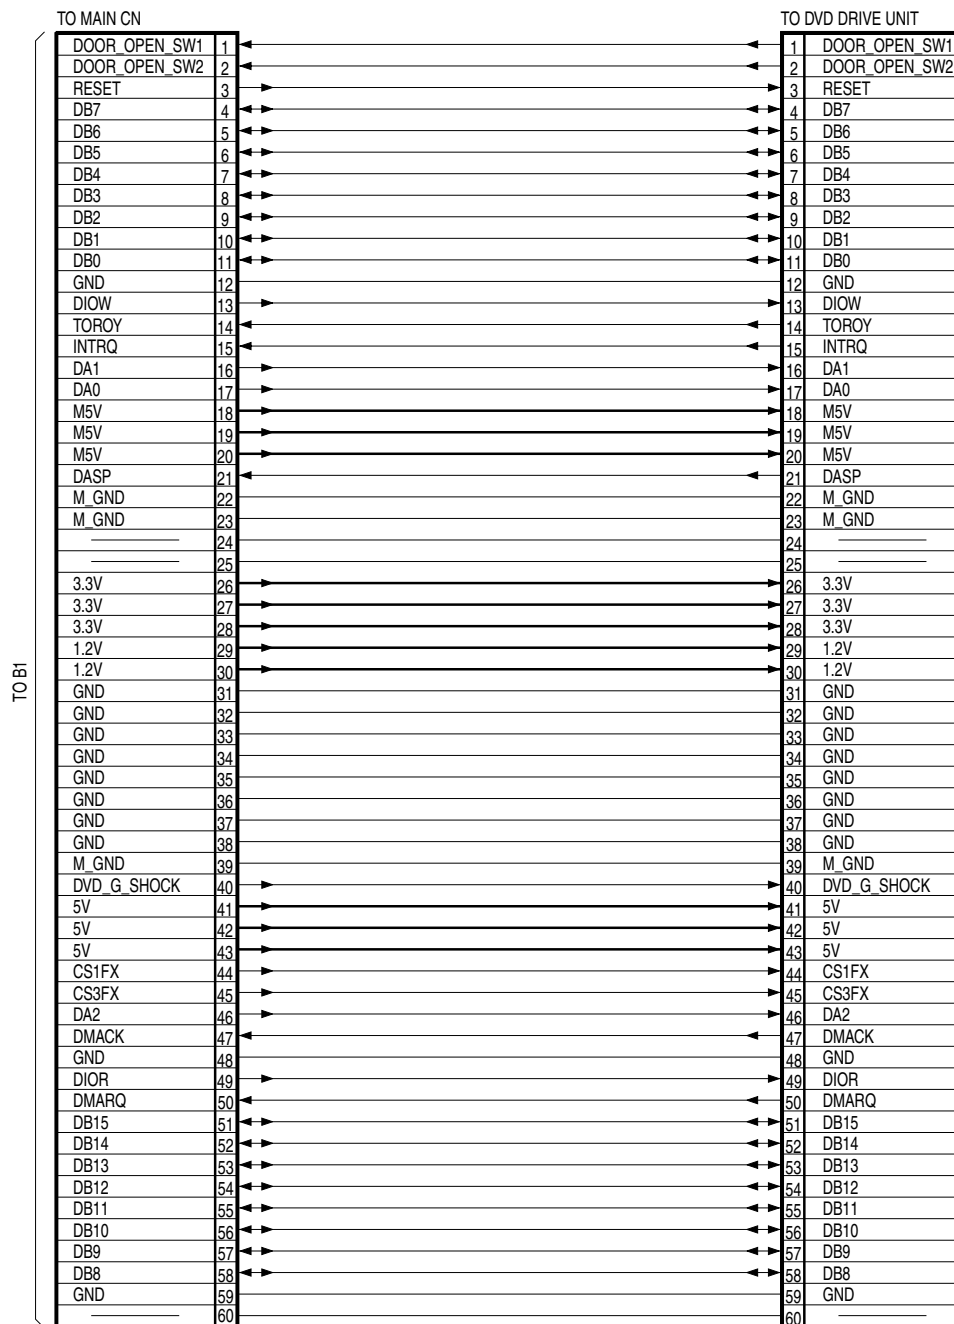 TO MAIN CN TO DVD DRIVE UNIT
DOOR_OPEN_SW1 1 1 DOOR_OPEN_SW1
DOOR_OPEN_SW2 2 2 DOOR_OPEN_SW2
RESET 3 3 RESET
DB7 4 4 DB7
DB6 5 5 DB6
DB5 6 6 DB5
DB4 7 7 DB4
DB3 8 8 DB3
DB2 9 9 DB2
DB1 10 10 DB1
DB0 11 11 DB0
GND 12 12 GND
DIOW 13 13 DIOW
TOROY 14 14 TOROY
INTRQ 15 15 INTRQ
DA1 16 16 DA1
DA0 17 17 DA0
M5V 18 18 M5V
M5V 19 19 M5V
M5V 20 20 M5V
DASP 21 21 DASP
M_GND 22 22 M_GND
M_GND 23 23 M_GND
24 24
25 25
3.3V 26 26 3.3V
3.3V 27 27 3.3V
3.3V 28 28 3.3V
1.2V 29 29 1.2V
1.2V 30 30 1.2V
TO B1
GND 31 31 GND
GND 32 32 GND
GND 33 33 GND
GND 34 34 GND
GND 35 35 GND
GND 36 36 GND
GND 37 37 GND
GND 38 38 GND
M_GND 39 39 M_GND
DVD_G_SHOCK 40 40 DVD_G_SHOCK
5V 41 41 5V
5V 42 42 5V
5V 43 43 5V
CS1FX 44 44 CS1FX
CS3FX 45 45 CS3FX
DA2 46 46 DA2
DMACK 47 47 DMACK
GND 48 48 GND
DIOR 49 49 DIOR
DMARQ 50 50 DMARQ
DB15 51 51 DB15
DB14 52 52 DB14
DB13 53 53 DB13
DB12 54 54 DB12
DB11 55 55 DB11
DB10 56 56 DB10
DB9 57 57 DB9
DB8 58 58 DB8
GND 59 59 GND
60 60